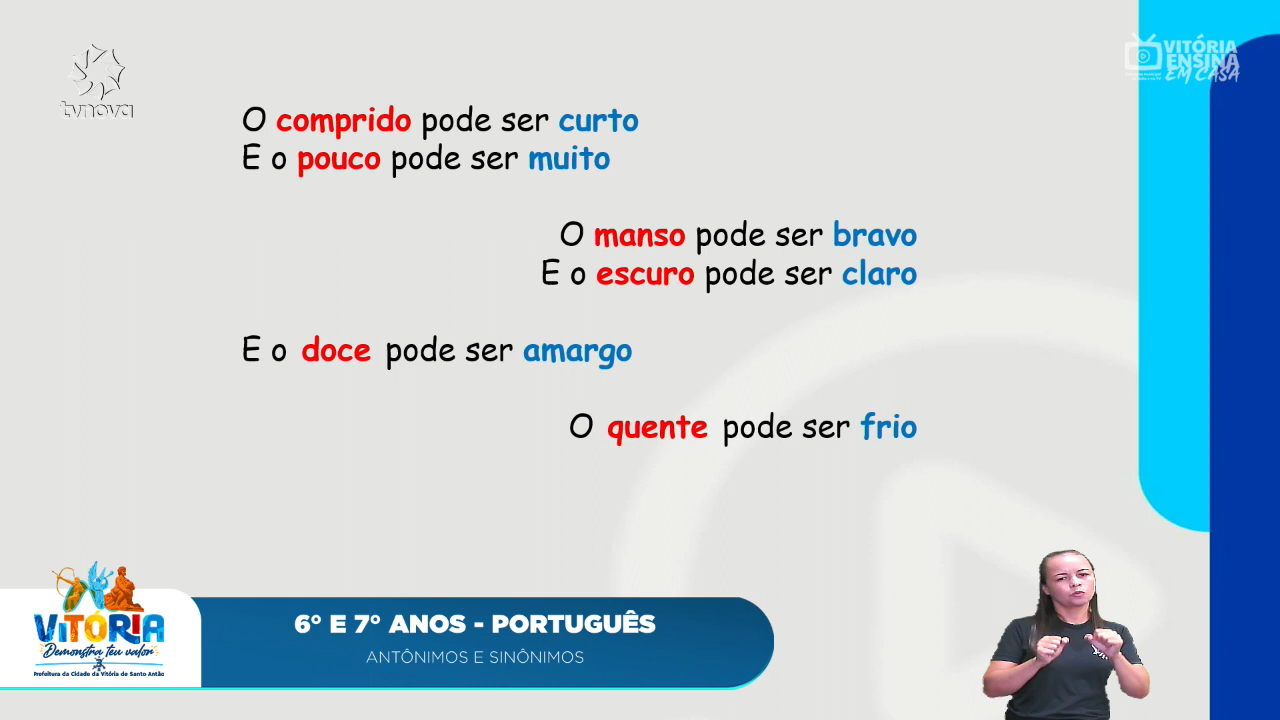 tvnova
VITÓRIA
ENSINA
EM CASA
O comprido pode ser curto
E o pouco pode ser muito
O manso pode ser bravo
E o escuro pode ser claro
E o doce pode ser amargo
O quente pode ser frio
VITÓRIA
Demonstra teu valor
Prefeitura da Cidade da Vitória de Santo Antão
6º E 7º ANOS - PORTUGUÊS
ANTÔNIMOS E SINÔNIMOS